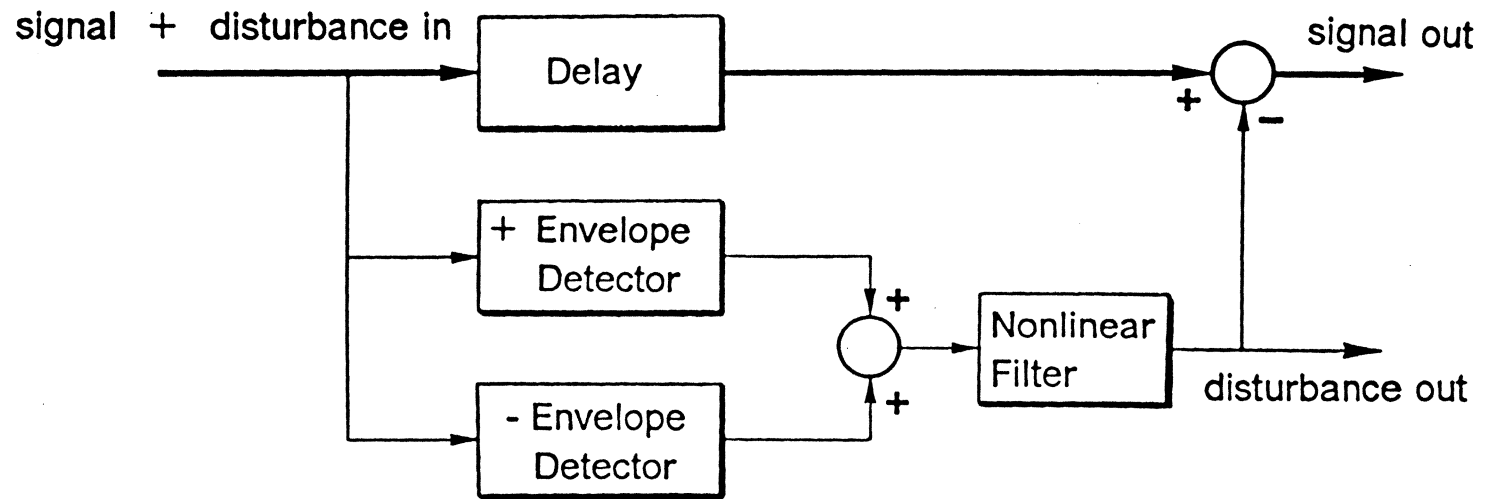 signal + disturbance in
Delay
signal out
+
-
+ Envelope
Detector
+
Nonlinear
Filter
+
disturbance out
- Envelope
Detector